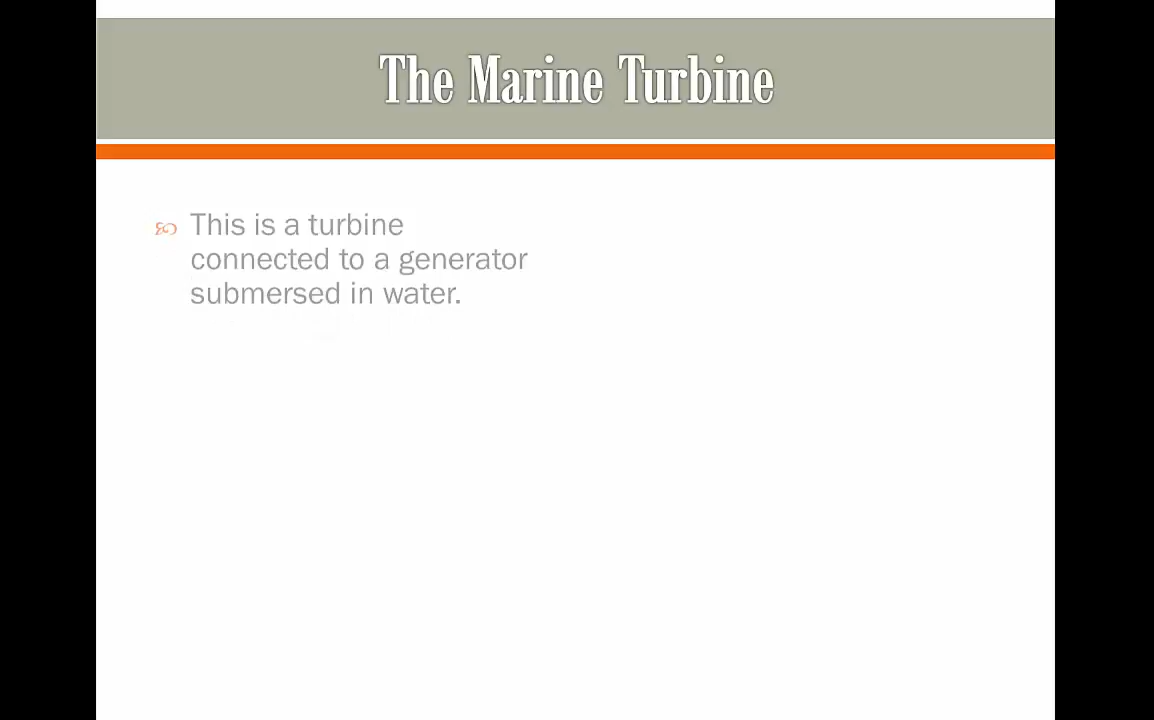 The Marine Turbine
This is a turbine
connected to a generator
submersed in water.